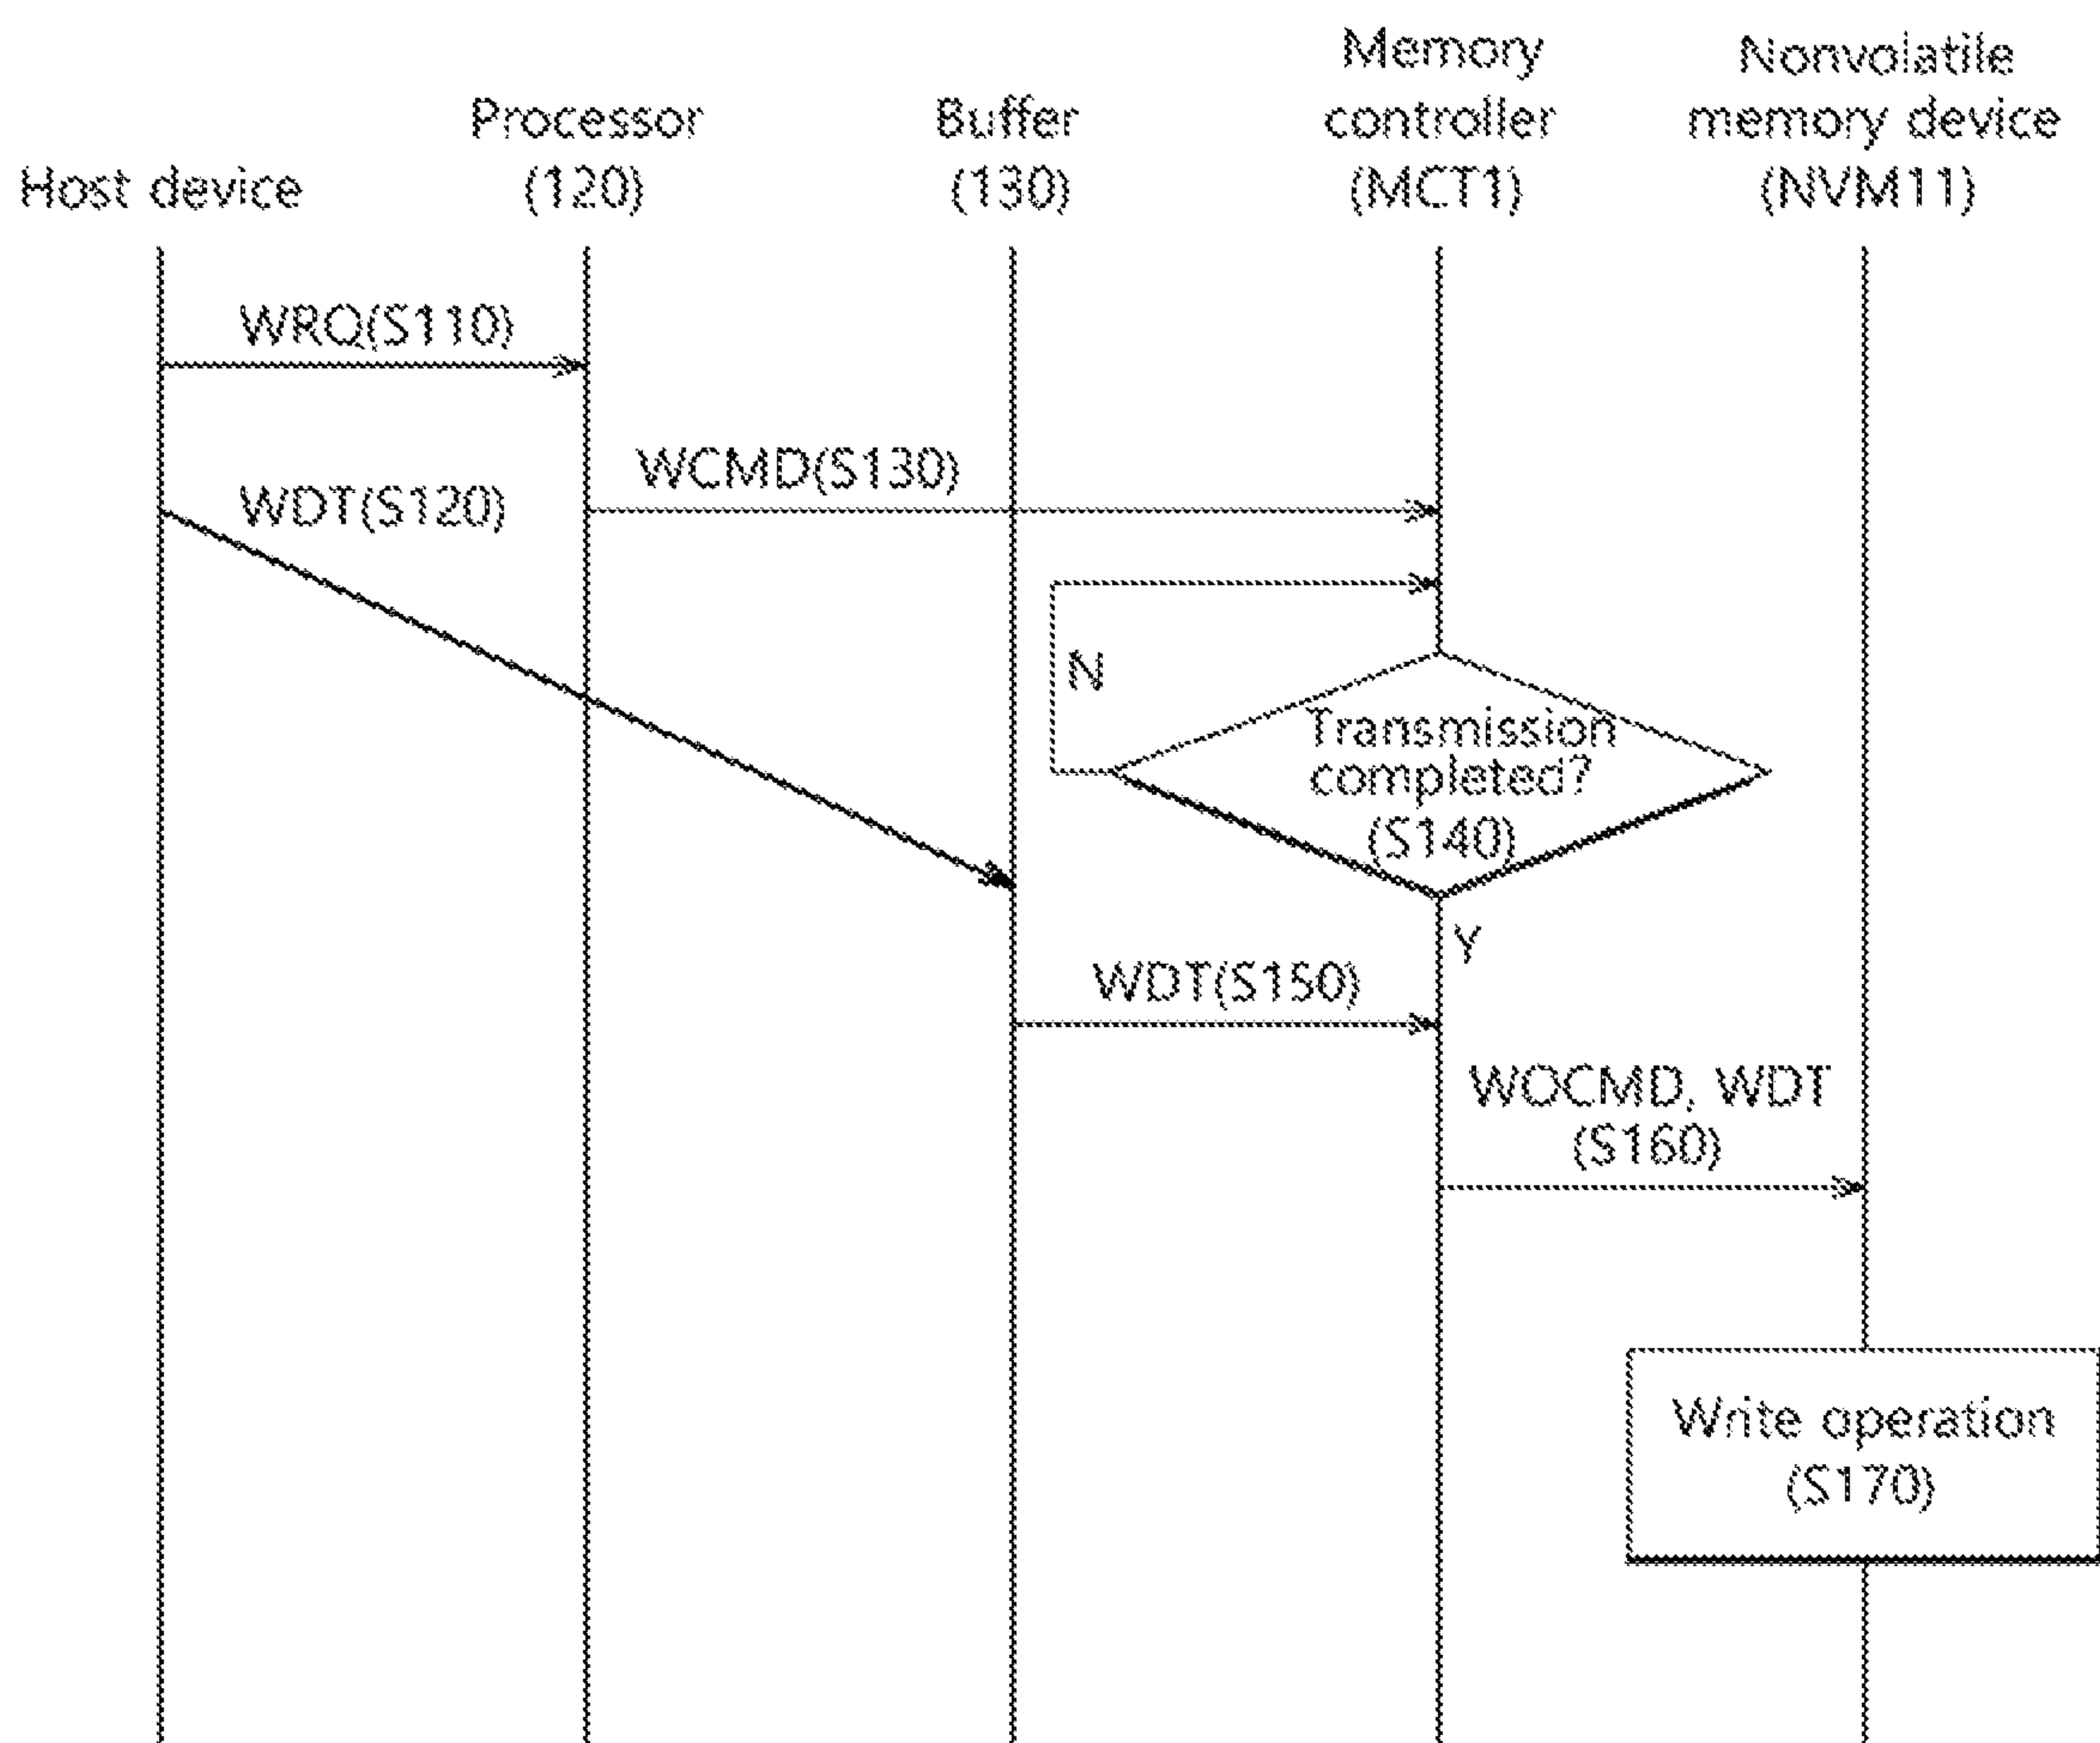 Host device
Processor
(120)
Buffer
(130)
Memory
controller
(MCT1)
Nonvolatile
memory device
(NVM11)
WRQ(S110)
WCMD(S130)
WDT(S120)
N
Transmission
completed?
(S140)
Y
WDT(S150)
WOCMD, WDT
(S160)
Write operation
(S170)